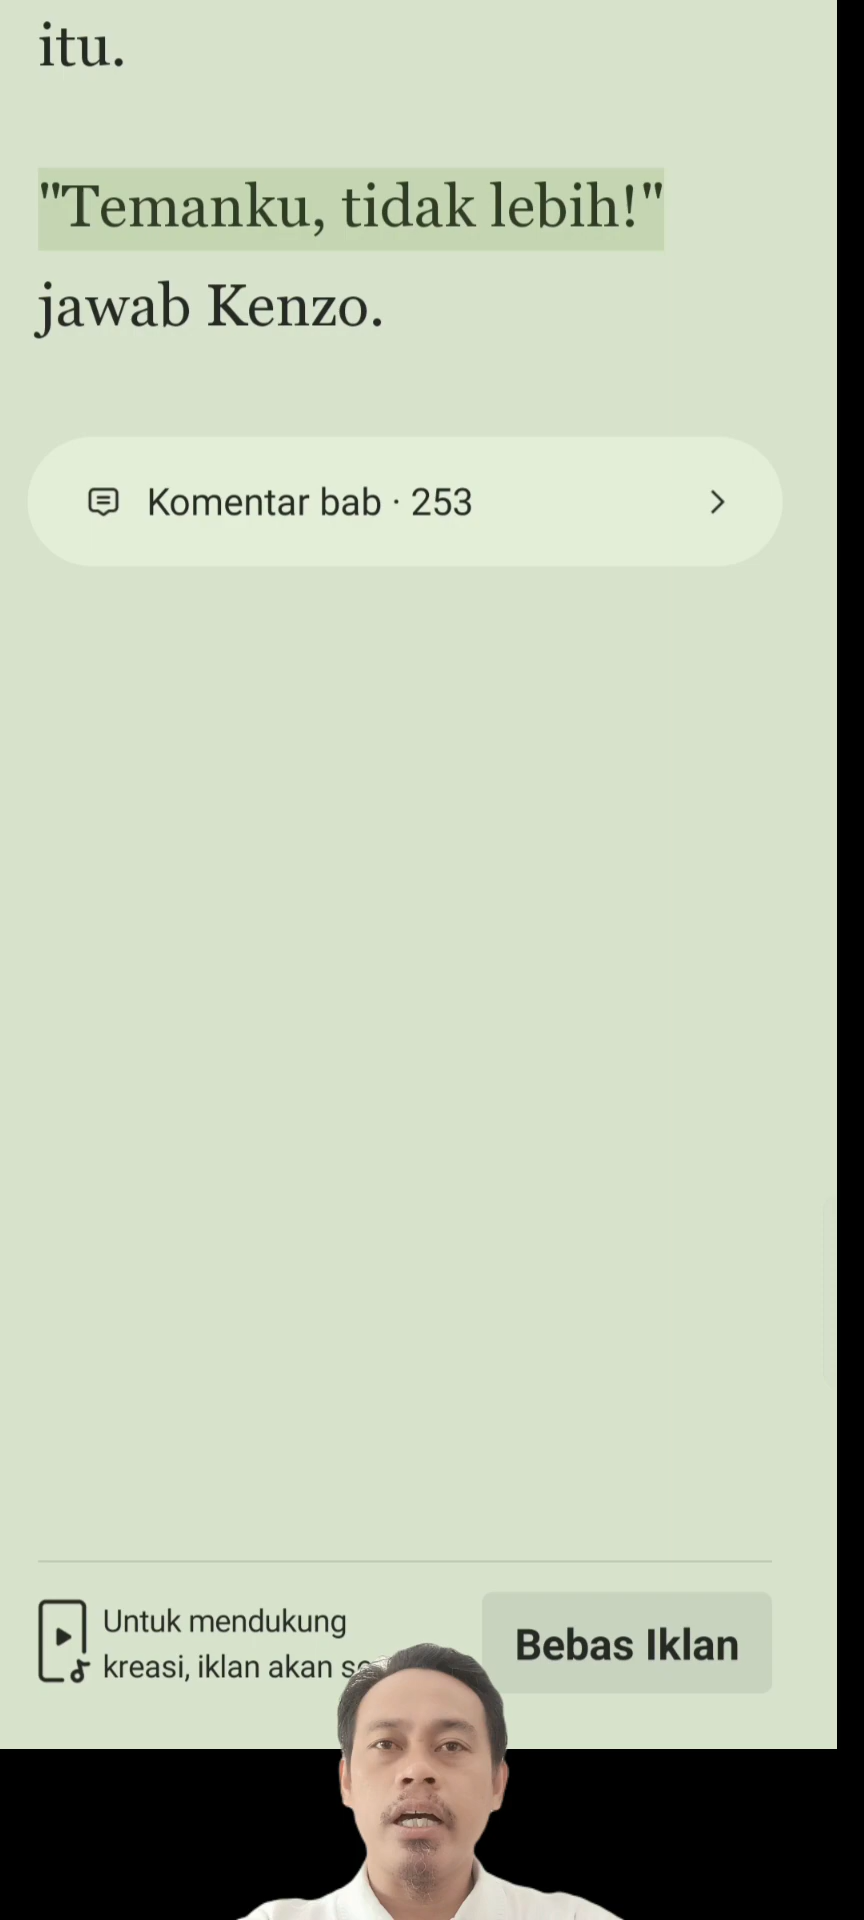 itu.
"Temanku, tidak lebih!"
jawab Kenzo.
Komentar bab · 253
Untuk mendukung
kreasi, iklan akan
Bebas Iklan